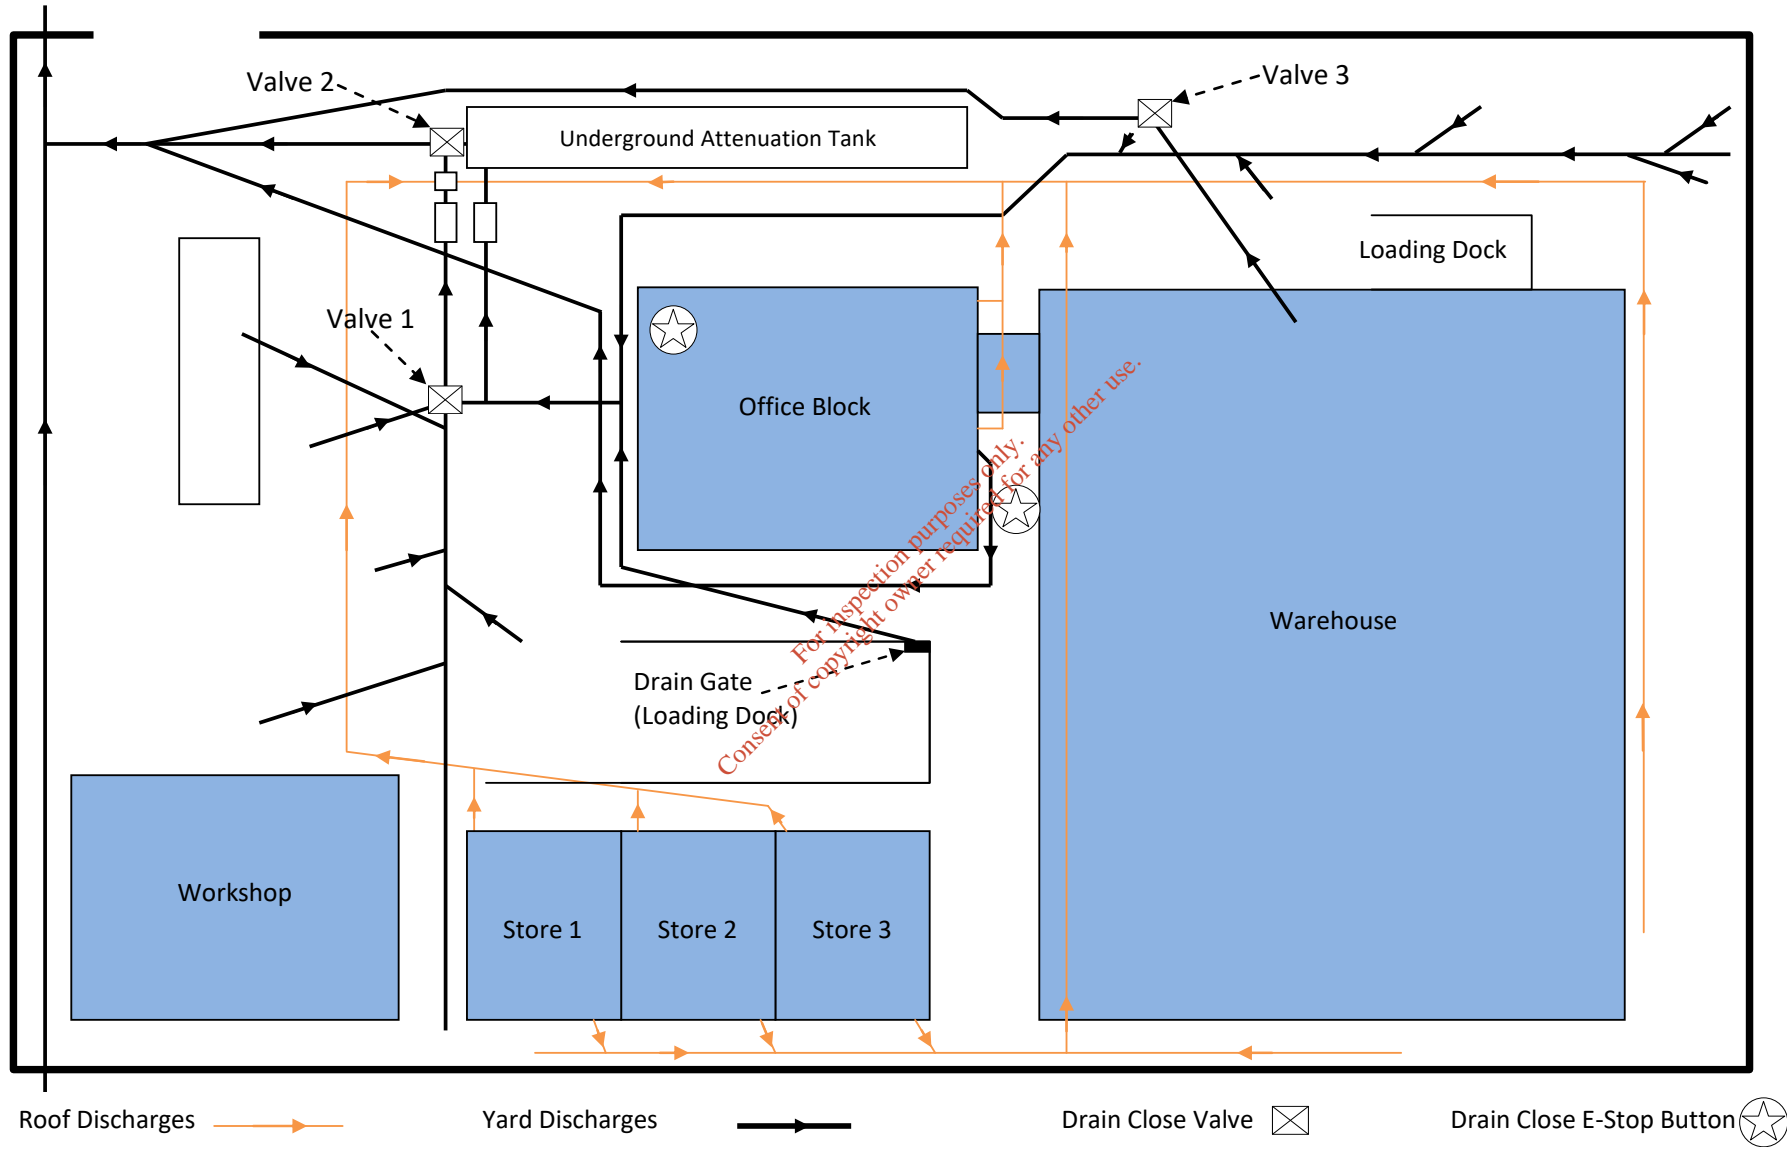 Valve 2
Valve 3
Underground Attenuation Tank
Loading Dock
Valve 1
Office Block
For inspection purposes only.
Consent of copyright owner required for any other use.
Warehouse
Drain Gate
(Loading Dock)
Workshop
Store 1
Store 2
Store 3
Roof Discharges
Yard Discharges
Drain Close Valve
Drain Close E-Stop Button